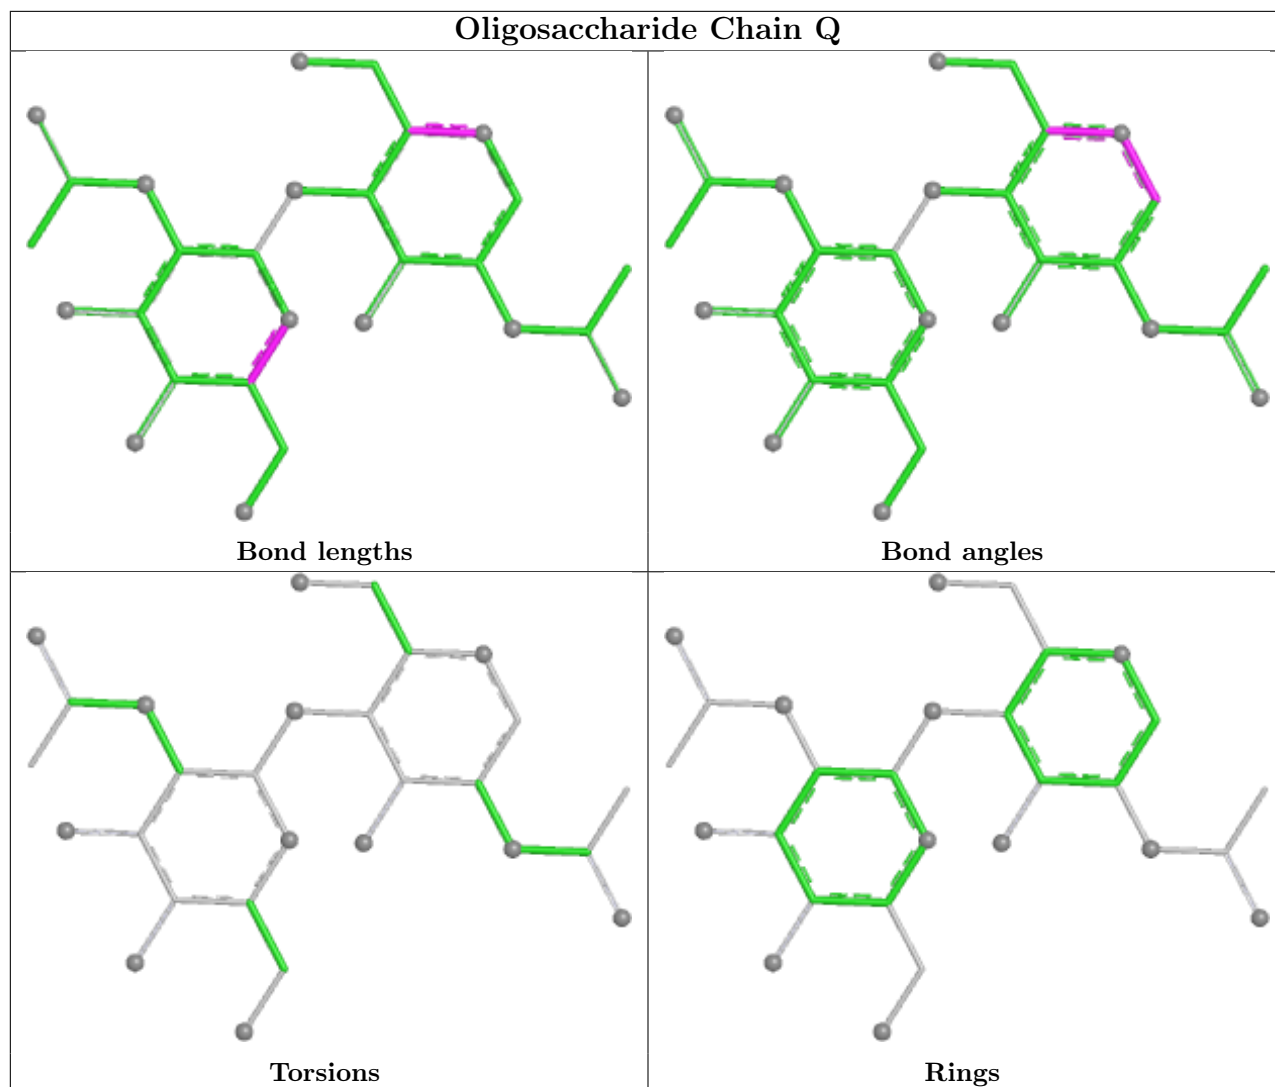 Oligosaccharide Chain Q
Bond lengths
Bond angles
Torsions
Rings